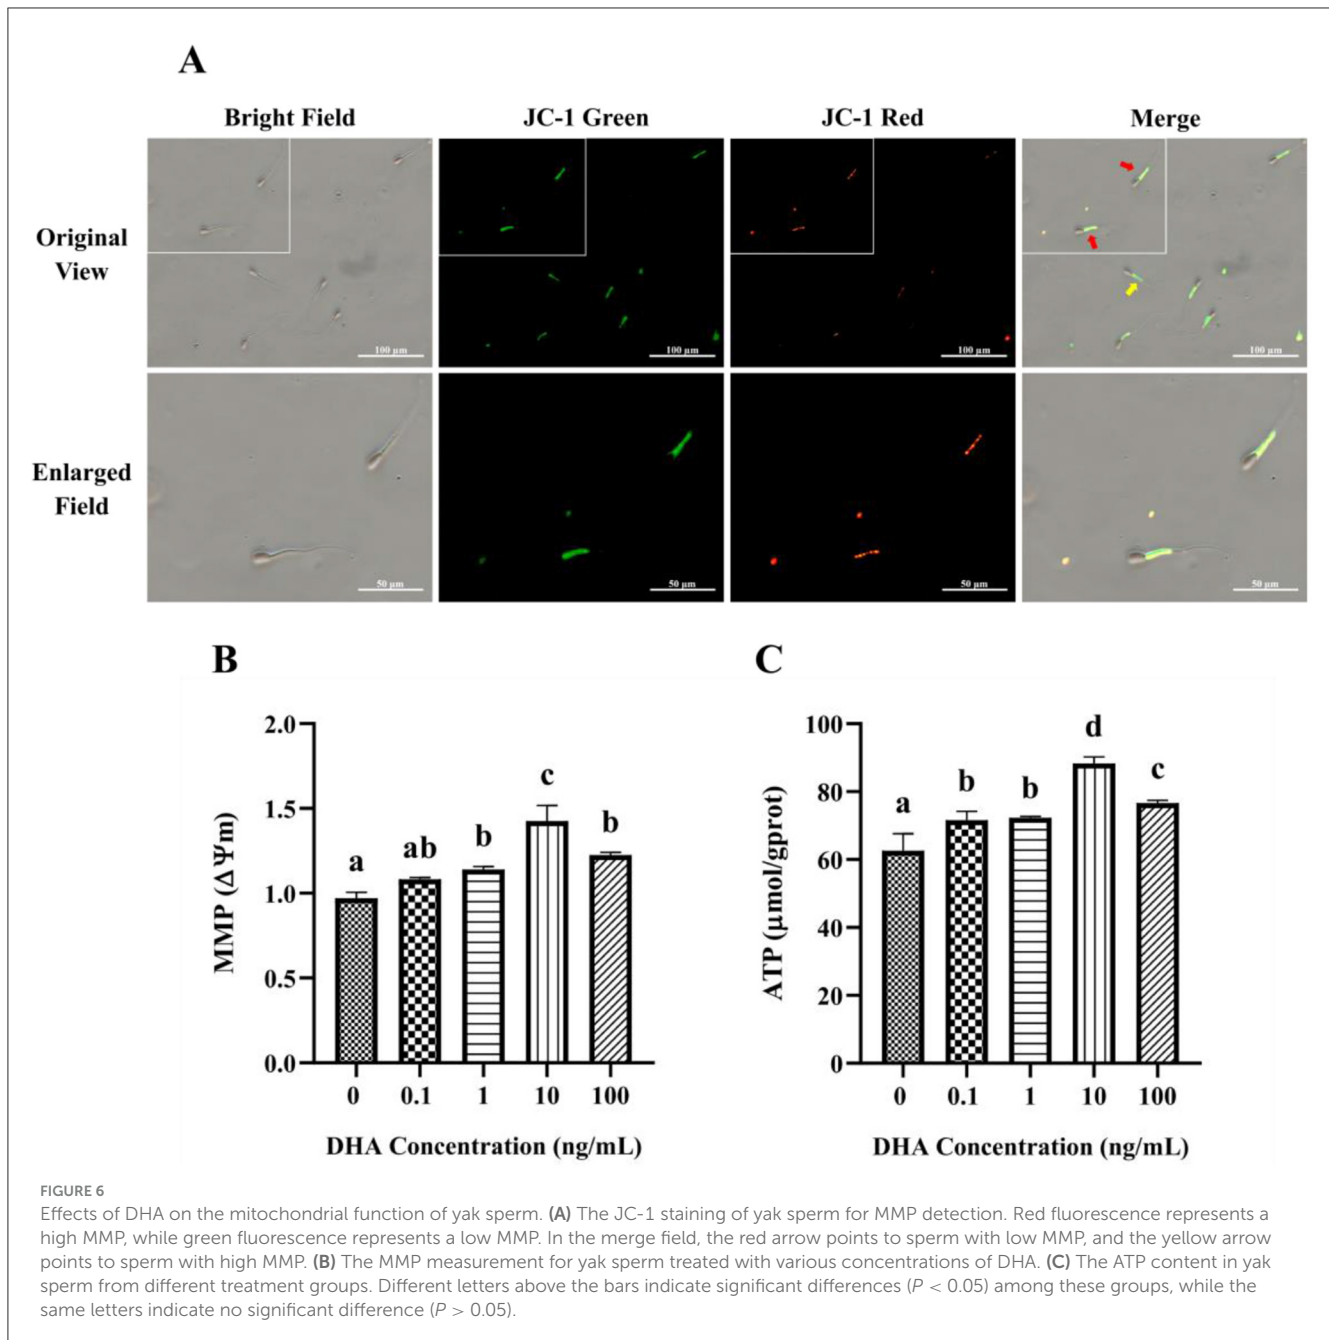 A
Bright Field JC-1 Green JC-1 Red Merge
Original
View
100 µm 100 µm 100 µm 100 µm
Enlarged
Field
50 µm 50 µm 50 µm 50 µm
B
MMP (ΔΨm)
2.0
1.5
1.0
0.5
0.0
a ab b c b
0 0.1 1 10 100
DHA Concentration (ng/mL)
C
ATP (µmol/gprot)
100
80
60
40
20
0
a b b d c
0 0.1 1 10 100
DHA Concentration (ng/mL)
FIGURE 6
Effects of DHA on the mitochondrial function of yak sperm. (A) The JC-1 staining of yak sperm for MMP detection. Red fluorescence represents a
high MMP, while green fluorescence represents a low MMP. In the merge field, the red arrow points to sperm with low MMP, and the yellow arrow
points to sperm with high MMP. (B) The MMP measurement for yak sperm treated with various concentrations of DHA. (C) The ATP content in yak
sperm from different treatment groups. Different letters above the bars indicate significant differences (P < 0.05) among these groups, while the
same letters indicate no significant difference (P > 0.05).